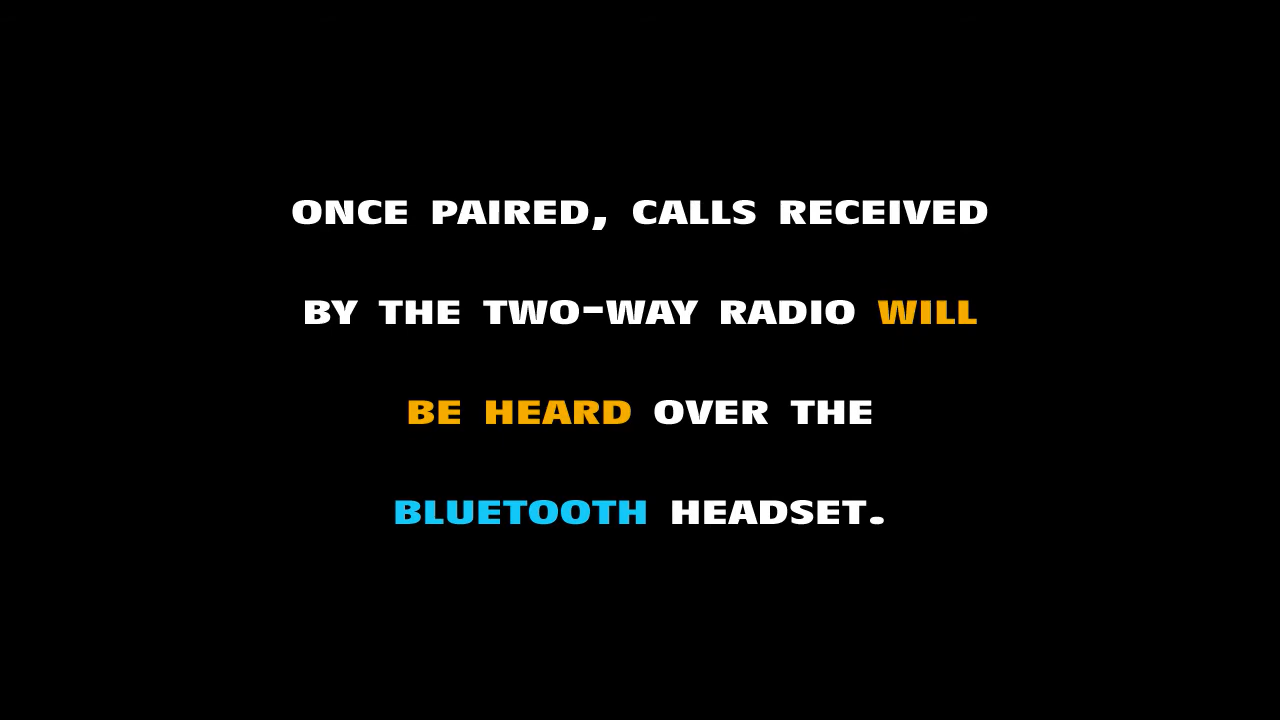 ONCE PAIRED, CALLS RECEIVED
BY THE TWO-WAY RADIO WILL
BE HEARD OVER THE
BLUETOOTH HEADSET.